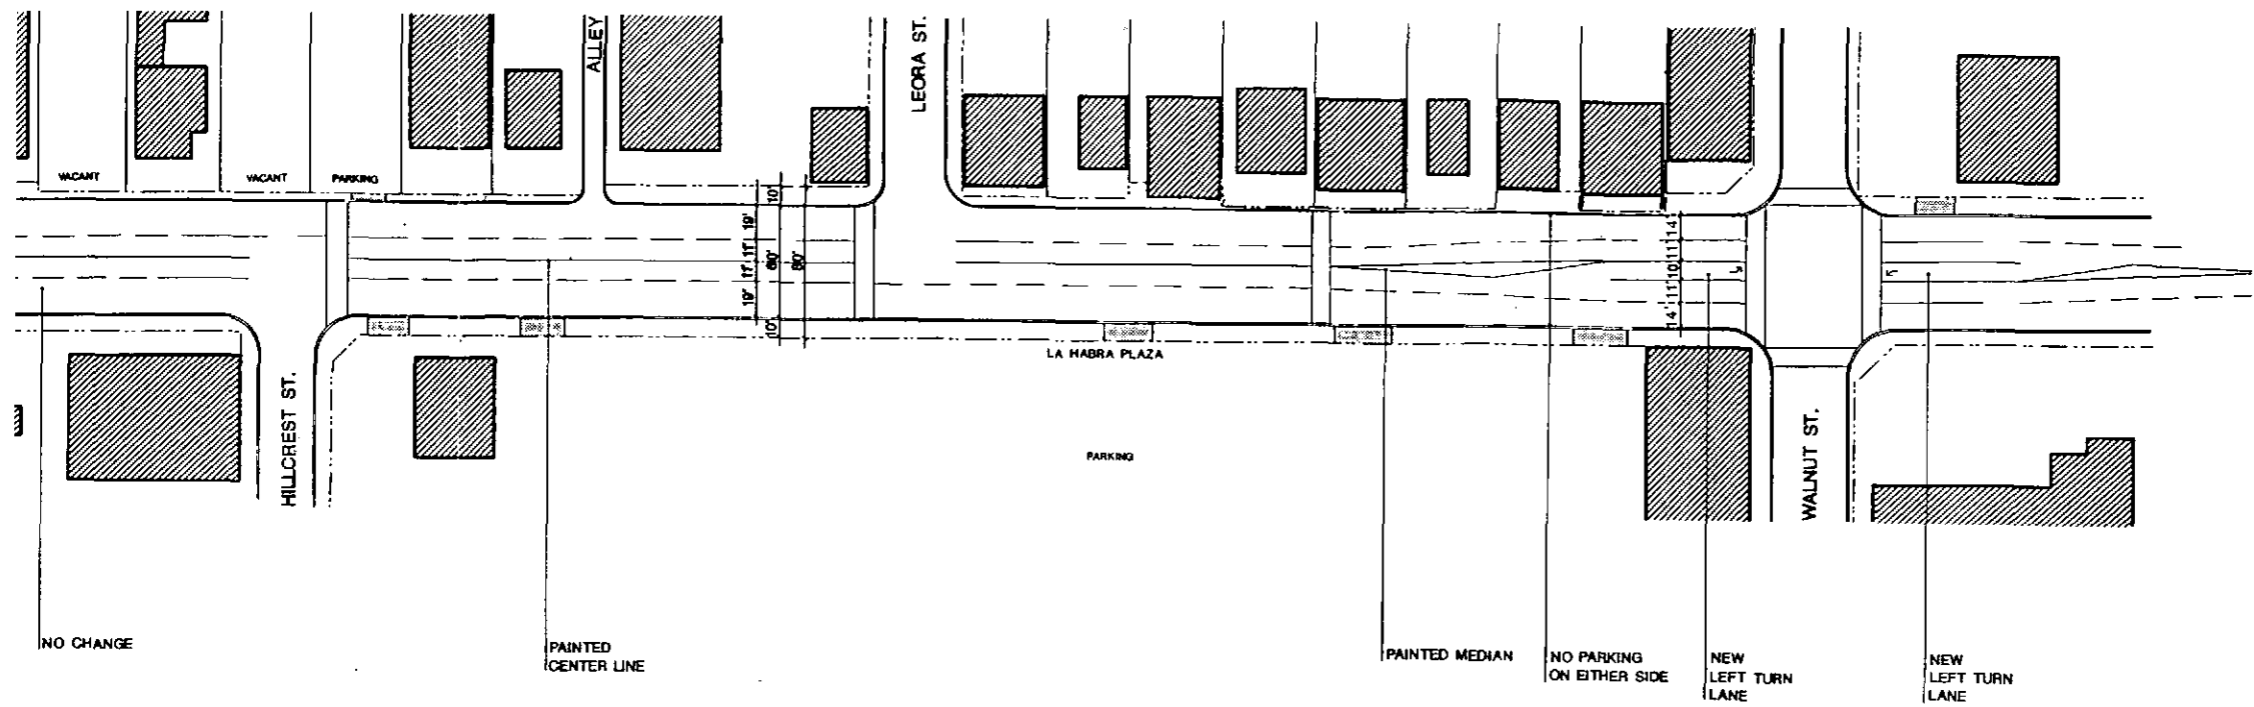 ALLEY
LEORA ST.
VACANT
VACANT
PARKING
10'
19'
11'
11'
19'
10'
60'
80'
14'
11'
10'
11'
14'
LA HABRA PLAZA
PARKING
HILLCREST ST.
WALNUT ST.
NO CHANGE
PAINTED
CENTER LINE
PAINTED MEDIAN
NO PARKING
ON EITHER SIDE
NEW
LEFT TURN
LANE
NEW
LEFT TURN
LANE